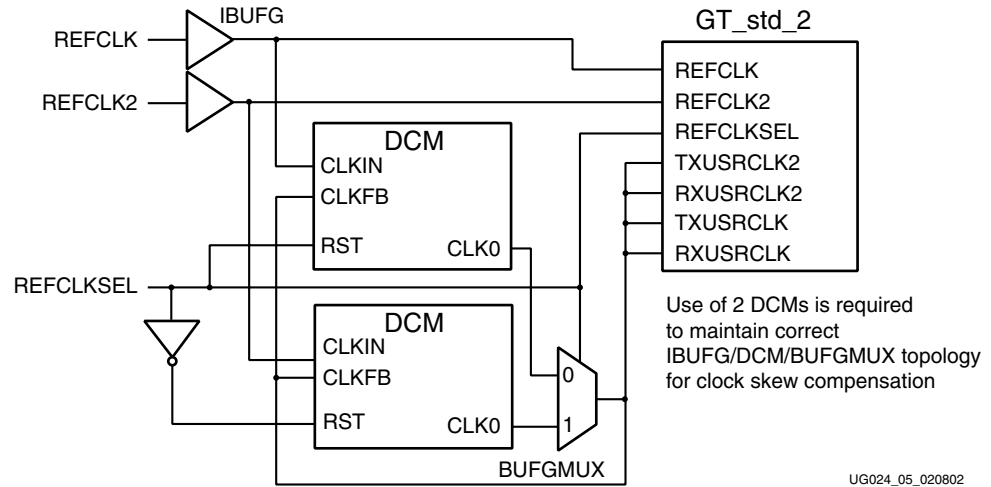 IBUFG
GT_std_2
REFCLK
REFCLK2
REFCLK
REFCLK2
REFCLKSEL
TXUSRCLK2
RXUSRCLK2
TXUSRCLK
RXUSRCLK
DCM
CLKIN
CLKFB
RST
CLK0
REFCLKSEL
DCM
CLKIN
CLKFB
RST
CLK0
0
1
BUFGMUX
Use of 2 DCMs is required
to maintain correct
IBUFG/DCM/BUFGMUX topology
for clock skew compensation
UG024_05_020802